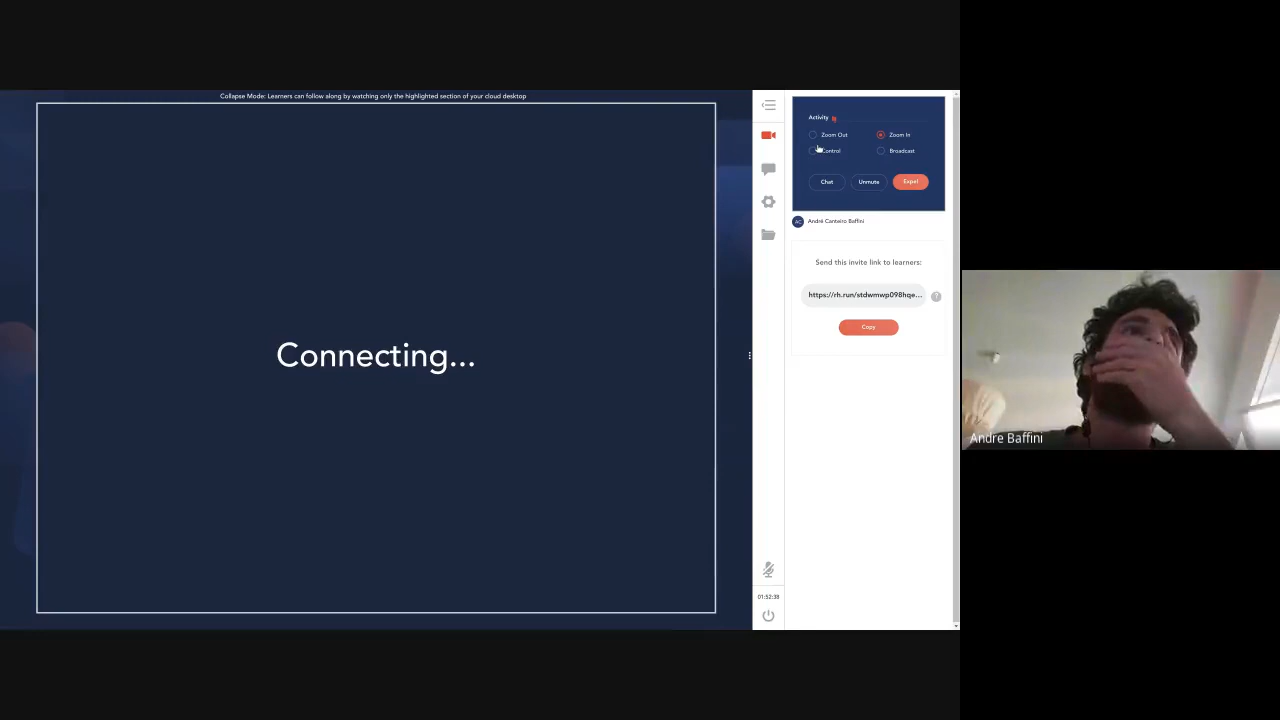 Collapse Mode: Learners can follow along by watching only the highlighted section of your cloud desktop
Connecting...
Activity
Zoom Out
Zoom In
Control
Broadcast
Chat
Unmute
Expel
AC
André Canteiro Baffini
Send this invite link to learners:
https://rh.run/stdwmwp098hqe...
?
Copy
01:52:38
Andre Baffini